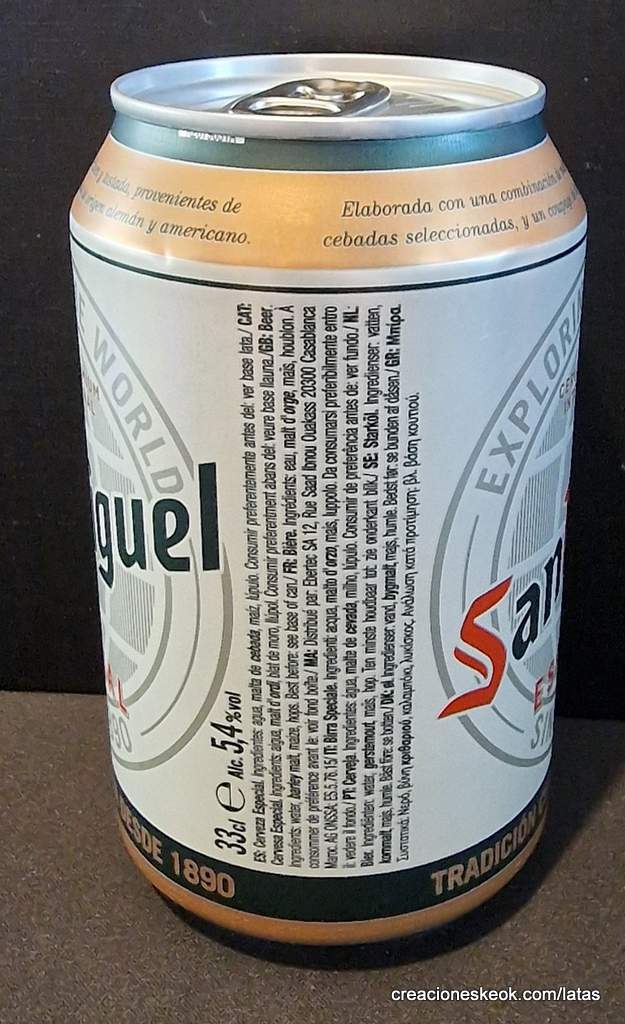 tostada, provenientes de
origen alemán y americano.
Elaborada con una combinación
cebadas seleccionadas, y un coupage
E WORLD
guel
AL
DESDE 1890
33cl e Alc. 5,4%vol
ES: Cerveza Especial. Ingredientes: agua, malta de cebada, maíz, lúpulo. Consumir preferentemente antes del: ver base lata./ CAT:
Cervesa Especial. Ingredients: aigua, malt d'ordi, blat de moro, llúpol. Consumir preferiblement abans del: veure base llauna./GB: Beer.
Ingredients: water, barley malt, maize, hops. Best before: see base of can./ FR: Bière. Ingrédients: eau, malt d'orge, maïs, houblon. À
consommer de préférence avant le: voir fond boîte./ MA: Distribué par: Ebertec SA 12, Rue Saad Ibnou Ouakass 20300 Casablanca
Maroc. AG ONSSA: ES.5.76.15/ IT: Birra Speciale. Ingredienti: acqua, malto d'orzo, mais, luppolo. Da consumarsi preferibilmente entro
il: vedere il fondo./ PT: Cerveja. Ingredientes: água, malte de cevada, milho, lúpulo. Consumir de preferência antes de: ver fundo./ NL:
Bier. Ingrediënten: water, gerstemout, maïs, hop. Ten minste houdbaar tot: zie onderkant blik./ SE: Starköl. Ingredienser: vatten,
kornmalt, majs, humle. Bäst före: se botten./ DK: øl. Ingredienser: vand, bygmalt, majs, humle. Bedst før: se bunden af dåsen./ GR: Μπύρα.
Συστατικά: Νερό, βύνη κριθαριού, καλαμπόκι, λυκίσκος. Ανάλωση κατά προτίμηση: βλ. βάση κουτιού.
EXPLORIN
San
ES
SIN
TRADICIÓN
creacioneskeok.com/latas